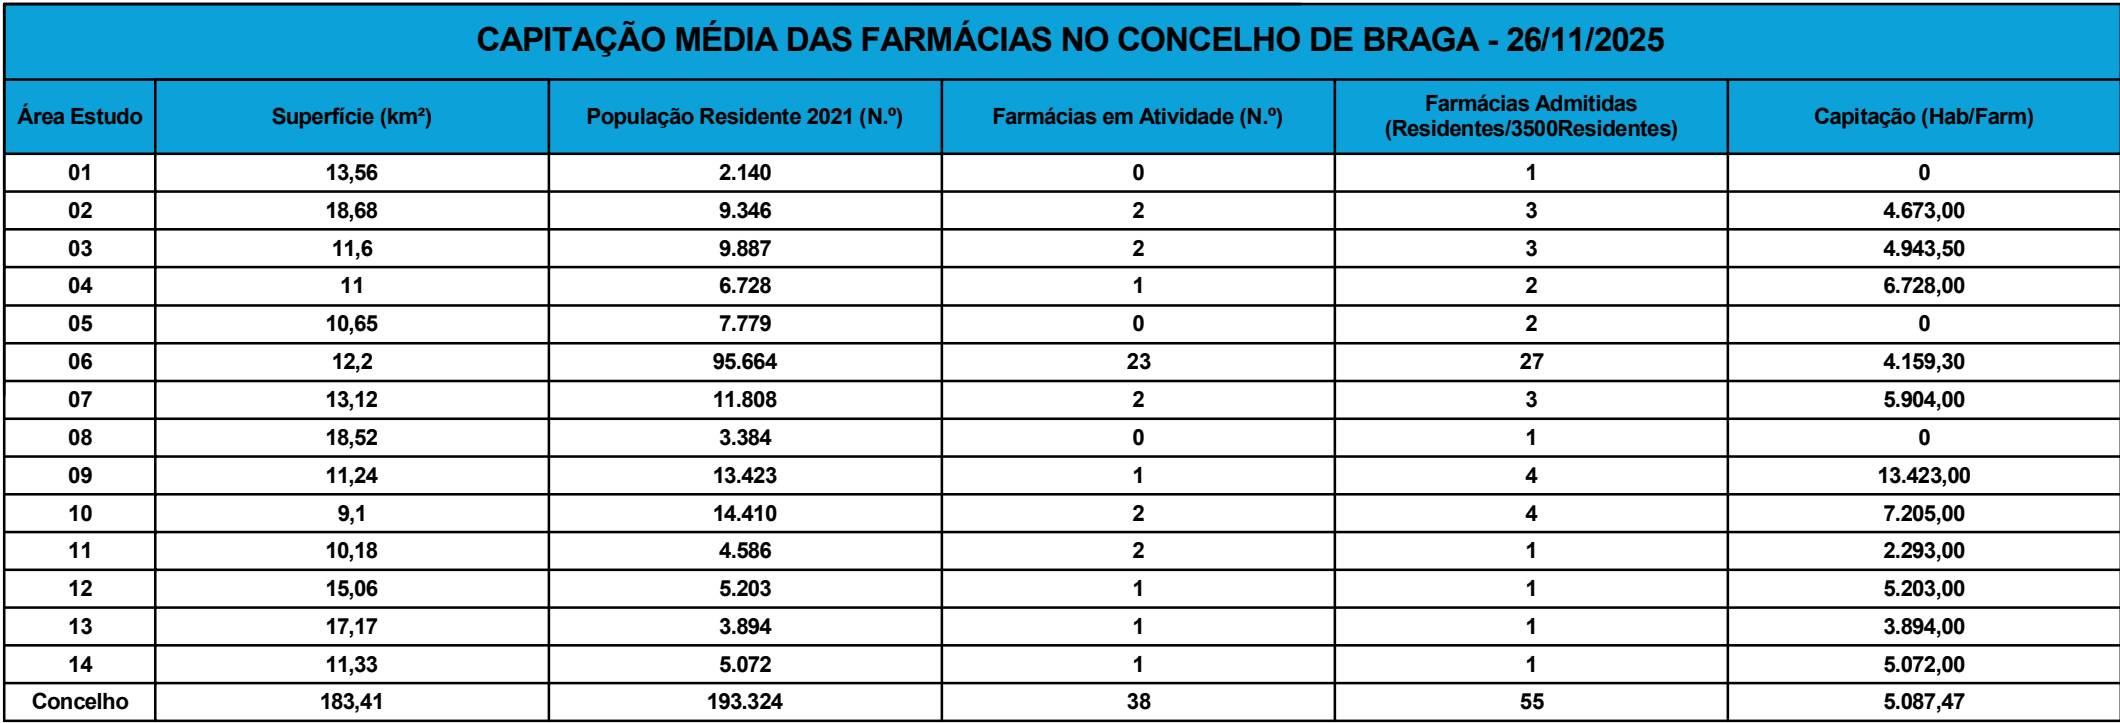 CAPITAÇÃO MÉDIA DAS FARMÁCIAS NO CONCELHO DE BRAGA - 26/11/2025
Área Estudo Superfície (km²) População Residente 2021 (N.º) Farmácias em Atividade (N.º) Farmácias Admitidas (Residentes/3500Residentes) Capitação (Hab/Farm)
01 13,56 2.140 0 1 0
02 18,68 9.346 2 3 4.673,00
03 11,6 9.887 2 3 4.943,50
04 11 6.728 1 2 6.728,00
05 10,65 7.779 0 2 0
06 12,2 95.664 23 27 4.159,30
07 13,12 11.808 2 3 5.904,00
08 18,52 3.384 0 1 0
09 11,24 13.423 1 4 13.423,00
10 9,1 14.410 2 4 7.205,00
11 10,18 4.586 2 1 2.293,00
12 15,06 5.203 1 1 5.203,00
13 17,17 3.894 1 1 3.894,00
14 11,33 5.072 1 1 5.072,00
Concelho 183,41 193.324 38 55 5.087,47